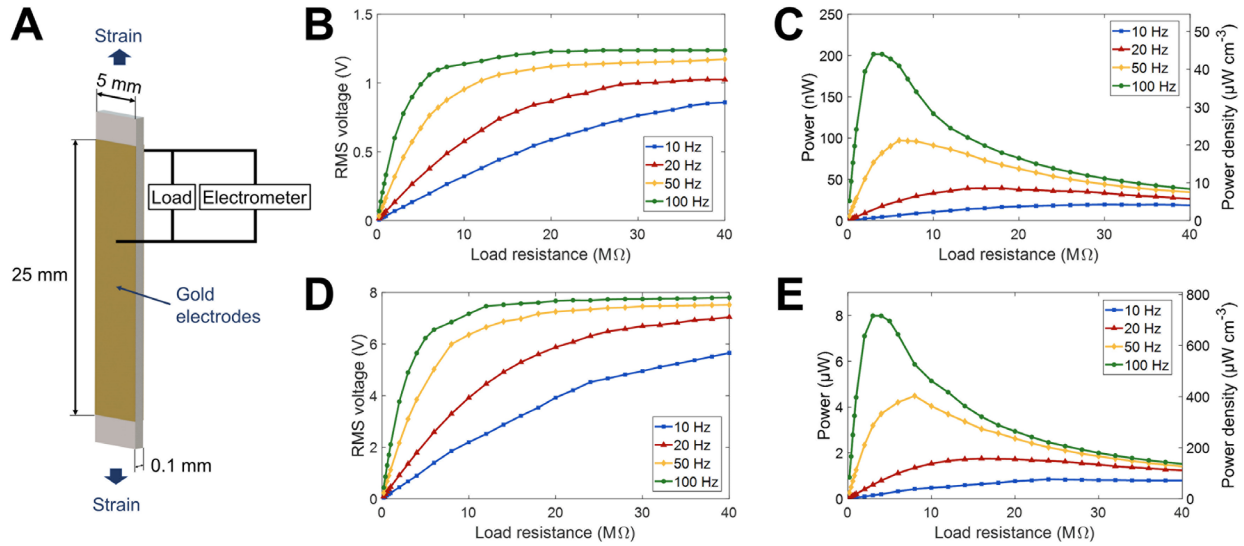 A
Strain
5 mm
Load
Electrometer
25 mm
Gold
electrodes
0.1 mm
Strain
B
RMS voltage (V)
1.5
1
0.5
0
0 10 20 30 40
Load resistance (MΩ)
10 Hz
20 Hz
50 Hz
100 Hz
C
Power (nW)
250
200
150
100
50
0
0 10 20 30 40
Load resistance (MΩ)
50
40
30
20
10
0
Power density (µW cm-3)
10 Hz
20 Hz
50 Hz
100 Hz
D
RMS voltage (V)
8
6
4
2
0
0 10 20 30 40
Load resistance (MΩ)
10 Hz
20 Hz
50 Hz
100 Hz
E
Power (µW)
8
6
4
2
0
0 10 20 30 40
Load resistance (MΩ)
800
600
400
200
0
Power density (µW cm-3)
10 Hz
20 Hz
50 Hz
100 Hz